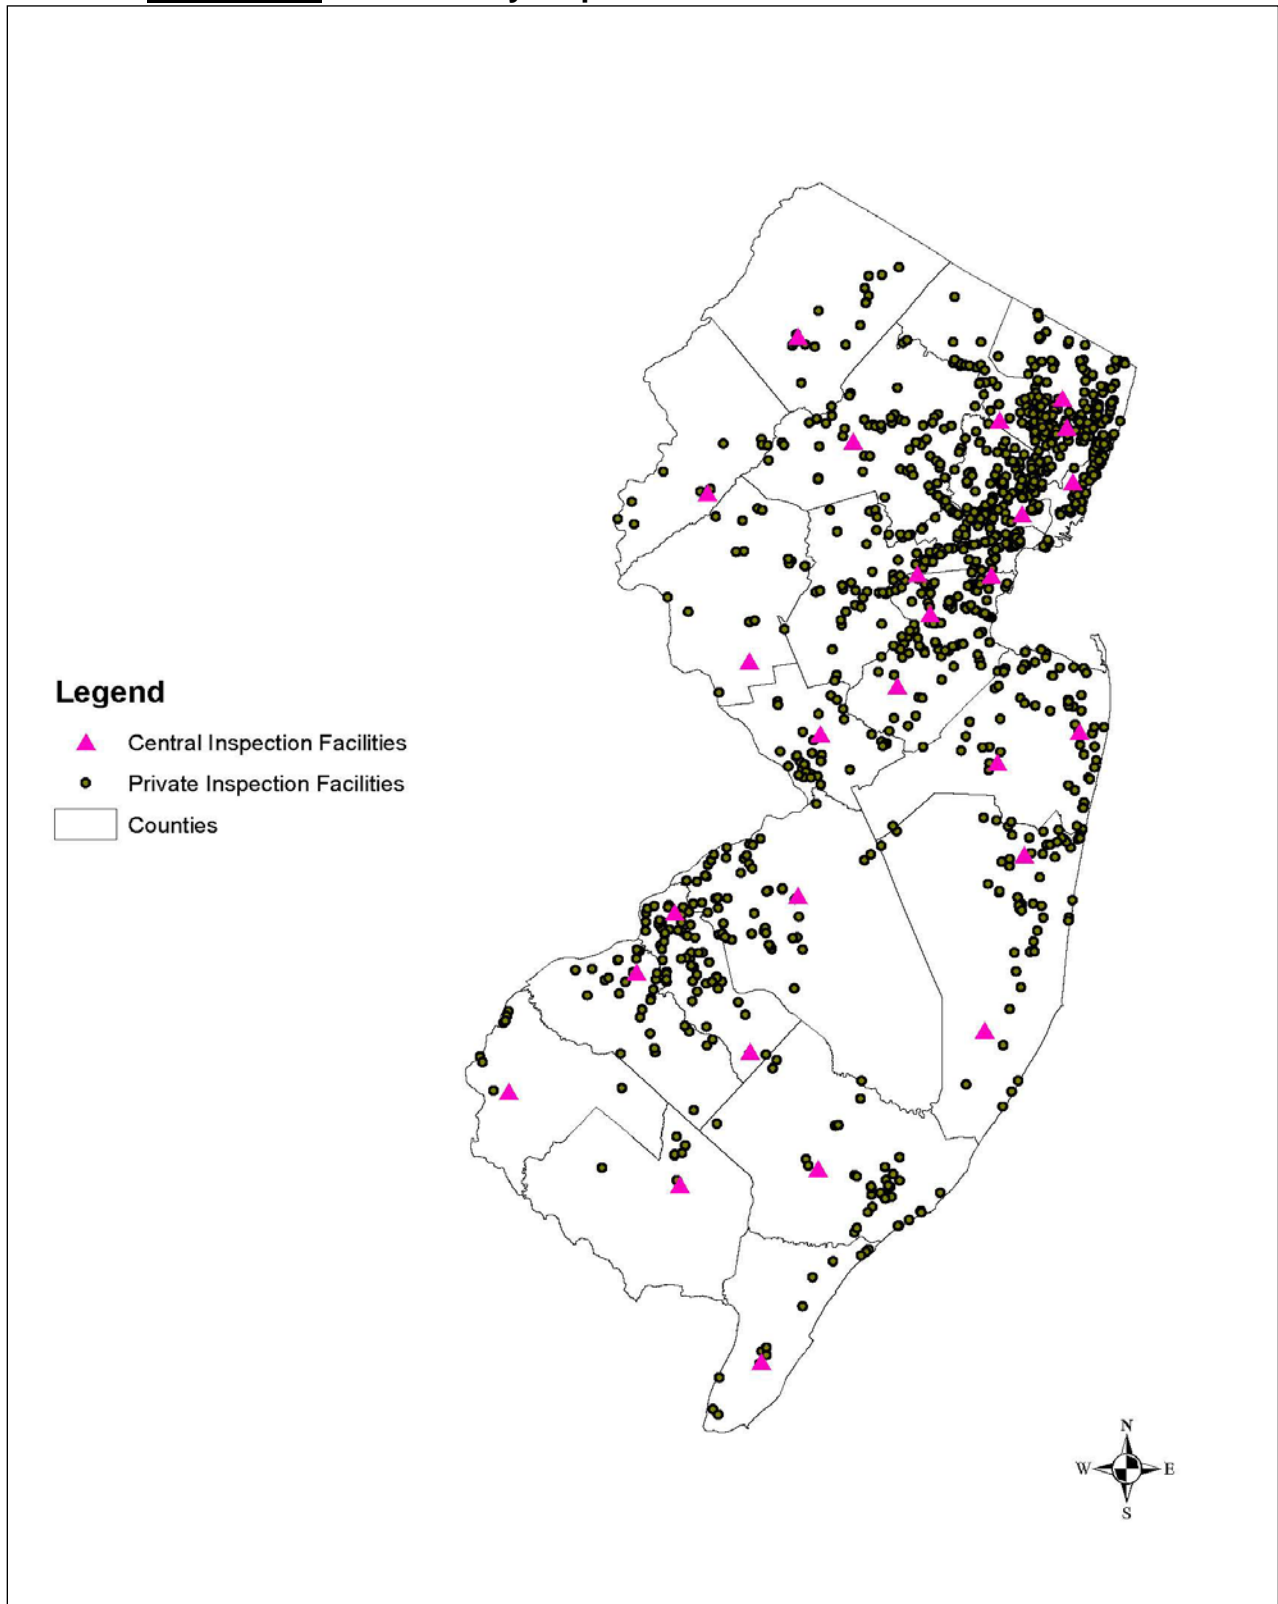 Legend
Central Inspection Facilities
Private Inspection Facilities
Counties
N
W E
S